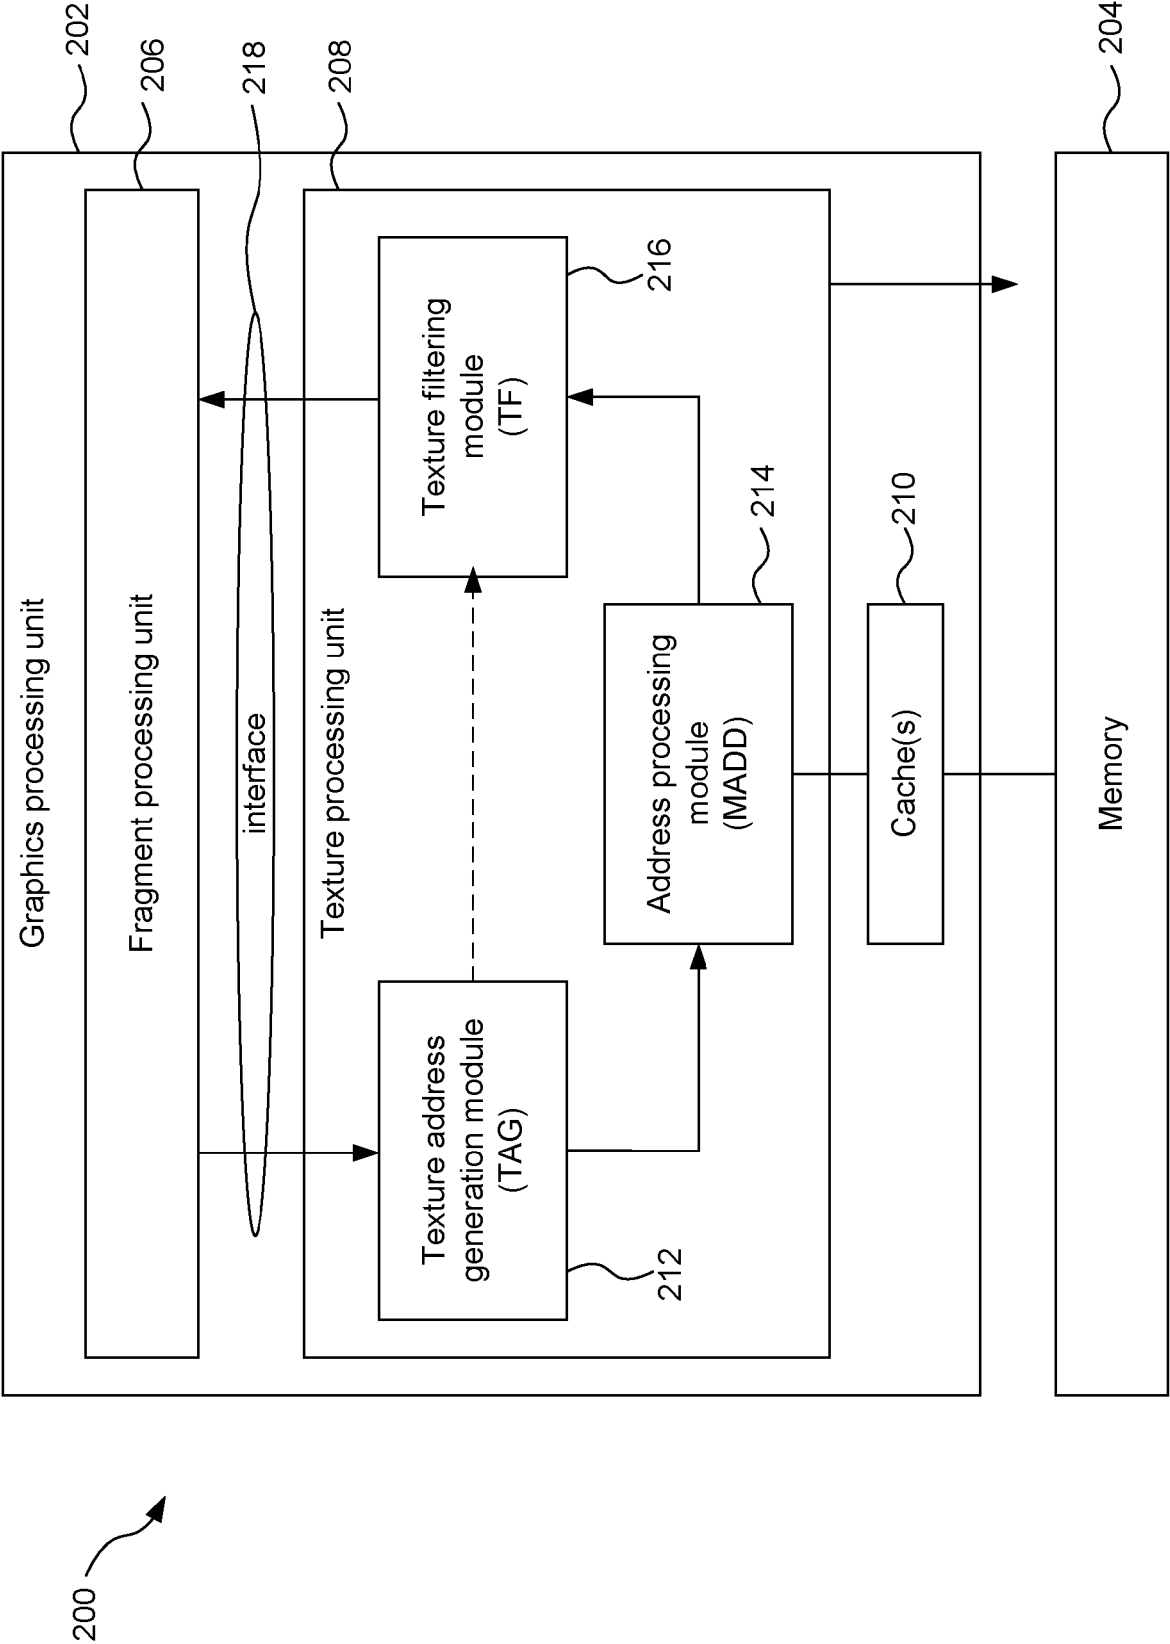 200
202
Graphics processing unit
206
Fragment processing unit
218
interface
208
Texture processing unit
Texture address
generation module
(TAG)
212
Texture filtering
module
(TF)
216
Address processing
module
(MADD)
214
Cache(s)
210
Memory
204